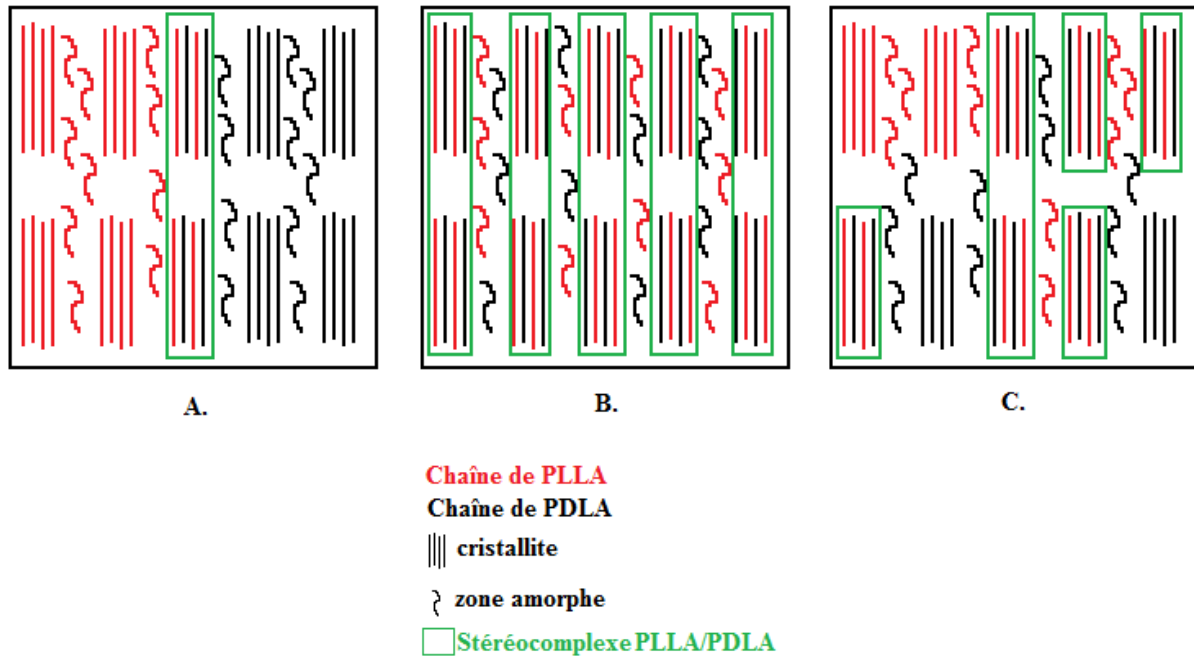 A.
B.
C.
Chaîne de PLLA
Chaîne de PDLA
cristallite
zone amorphe
Stéréocomplexe PLLA/PDLA